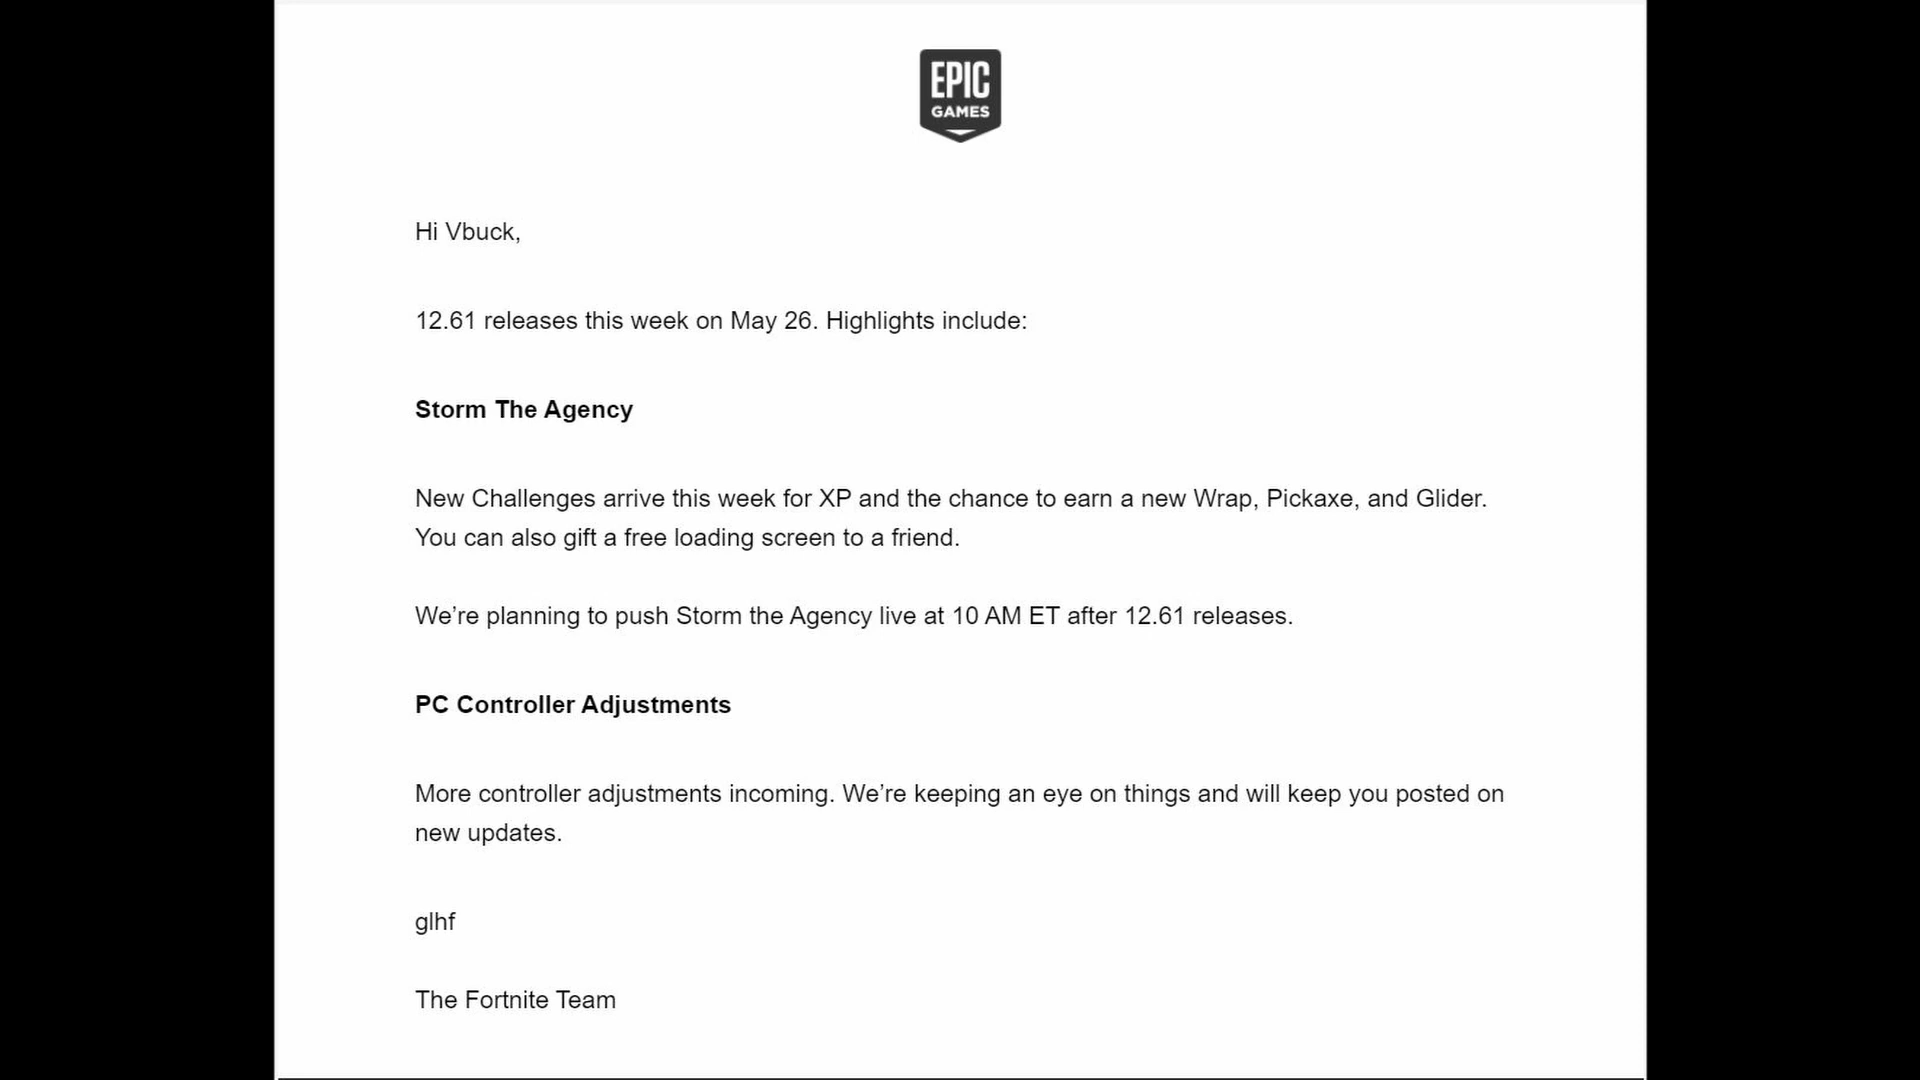 EPIC
GAMES
Hi Vbuck,
12.61 releases this week on May 26. Highlights include:
Storm The Agency
New Challenges arrive this week for XP and the chance to earn a new Wrap, Pickaxe, and Glider.
You can also gift a free loading screen to a friend.
We’re planning to push Storm the Agency live at 10 AM ET after 12.61 releases.
PC Controller Adjustments
More controller adjustments incoming. We’re keeping an eye on things and will keep you posted on
new updates.
glhf
The Fortnite Team